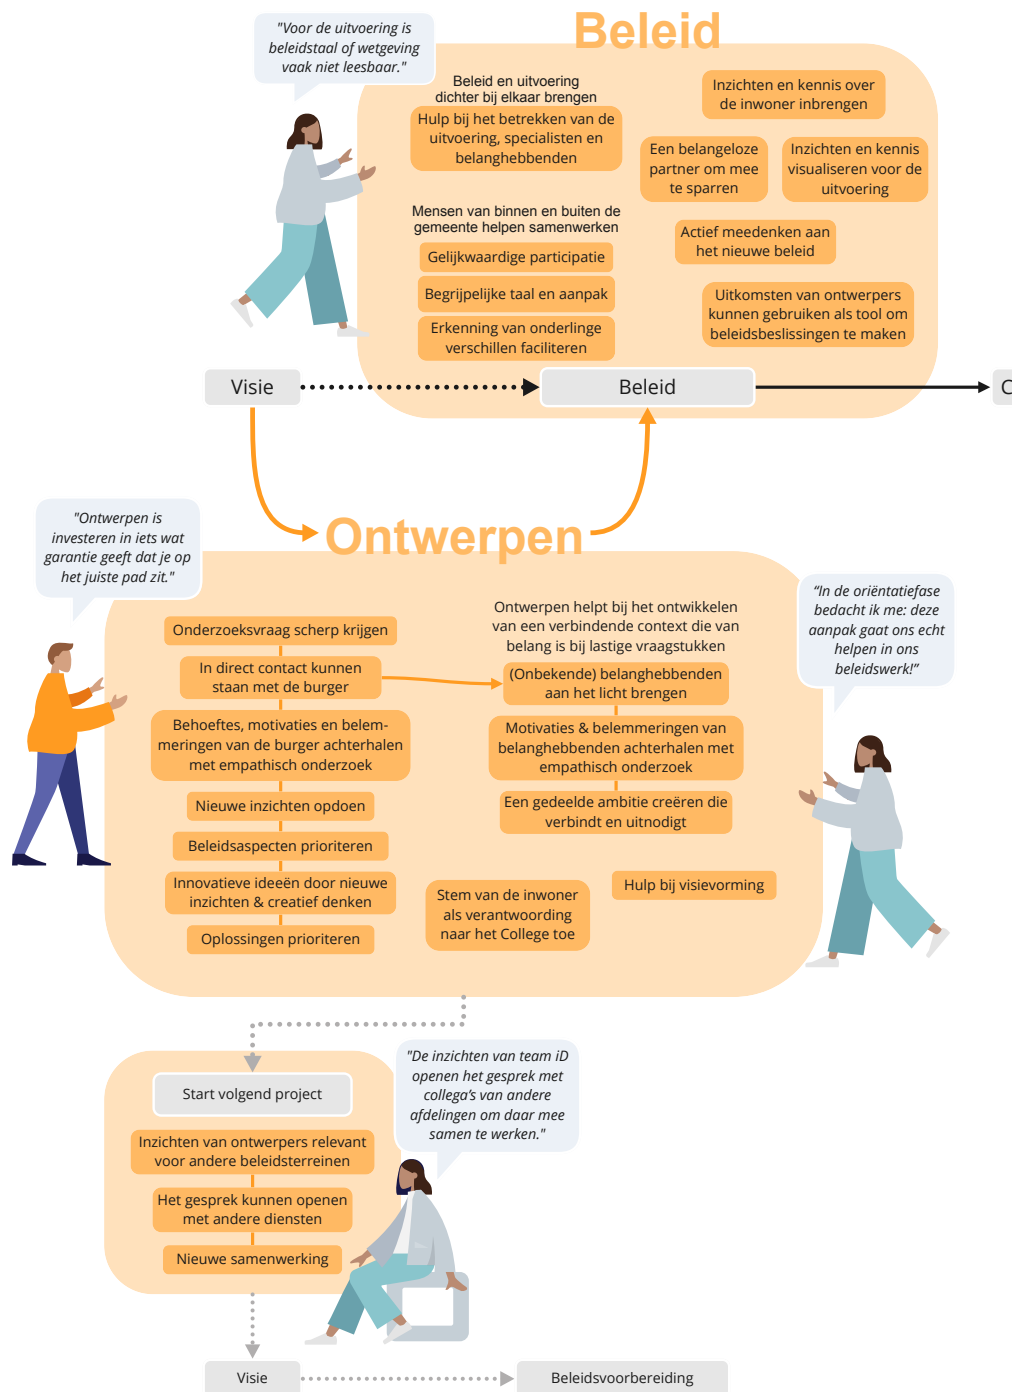 Beleid
"Voor de uitvoering is
beleidstaal of wetgeving
vaak niet leesbaar."
Beleid en uitvoering
dichter bij elkaar brengen
Hulp bij het betrekken van de
uitvoering, specialisten en
belanghebbenden
Inzichten en kennis over
de inwoner inbrengen
Een belangeloze
partner om mee
te sparren
Inzichten en kennis
visualiseren voor de
uitvoering
Mensen van binnen en buiten de
gemeente helpen samenwerken
Gelijkwaardige participatie
Begrijpelijke taal en aanpak
Erkenning van onderlinge
verschillen faciliteren
Actief meedenken aan
het nieuwe beleid
Uitkomsten van ontwerpers
kunnen gebruiken als tool om
beleidsbeslissingen te maken
Visie
Beleid
C
Ontwerpen
"Ontwerpen is
investeren in iets wat
garantie geeft dat je op
het juiste pad zit."
Onderzoeksvraag scherp krijgen
In direct contact kunnen
staan met de burger
Behoeftes, motivaties en belem-
meringen van de burger achterhalen
met empathisch onderzoek
Nieuwe inzichten opdoen
Beleidsaspecten prioriteren
Innovatieve ideeën door nieuwe
inzichten & creatief denken
Oplossingen prioriteren
Ontwerpen helpt bij het ontwikkelen
van een verbindende context die van
belang is bij lastige vraagstukken
(Onbekende) belanghebbenden
aan het licht brengen
Motivaties & belemmeringen van
belanghebbenden achterhalen met
empathisch onderzoek
Een gedeelde ambitie creëren die
verbindt en uitnodigt
Stem van de inwoner
als verantwoording
naar het College toe
Hulp bij visievorming
“In de oriëntatiefase
bedacht ik me: deze
aanpak gaat ons echt
helpen in ons
beleidswerk!”
Start volgend project
Inzichten van ontwerpers relevant
voor andere beleidsterreinen
Het gesprek kunnen openen
met andere diensten
Nieuwe samenwerking
"De inzichten van team iD
openen het gesprek met
collega’s van andere
afdelingen om daar mee
samen te werken."
Visie
Beleidsvoorbereiding